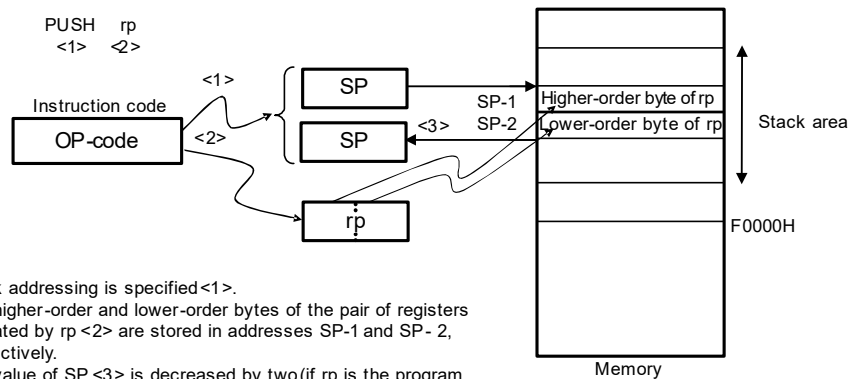 PUSH rp
<1> <2>
<1>
SP
SP-1
Higher-order byte of rp
Instruction code
<2>
<3>
SP-2
Lower-order byte of rp
Stack area
OP-code
SP
rp
F0000H
addressing is specified <1>.
higher-order and lower-order bytes of the pair of registers
by rp <2> are stored in addresses SP-1 and SP- 2,
value of SP <3> is decreased by two (if rp is the program
Memory